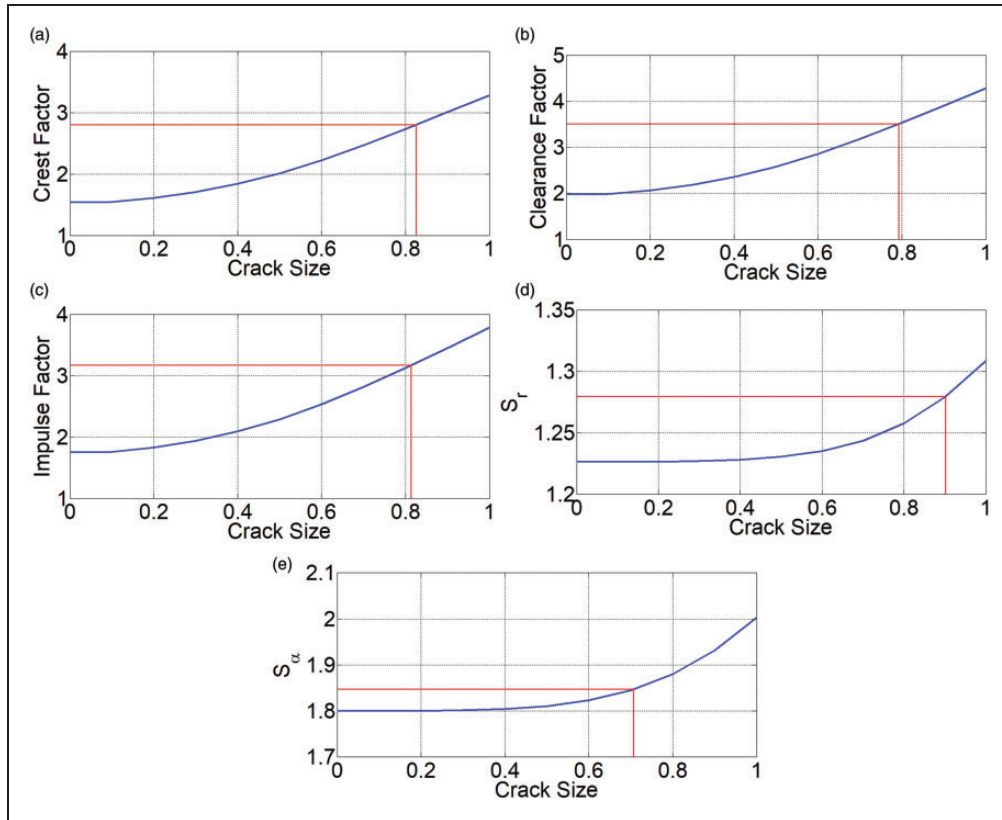 (a)
4
3
2
1
Crest Factor
0 0.2 0.4 0.6 0.8 1
Crack Size
(b)
5
4
3
2
1
Clearance Factor
0 0.2 0.4 0.6 0.8 1
Crack Size
(c)
4
3
2
1
Impulse Factor
0 0.2 0.4 0.6 0.8 1
Crack Size
(d)
1.35
1.3
1.25
1.2
Sr
0 0.2 0.4 0.6 0.8 1
Crack Size
(e)
2.1
2
1.9
1.8
1.7
Sα
0 0.2 0.4 0.6 0.8 1
Crack Size